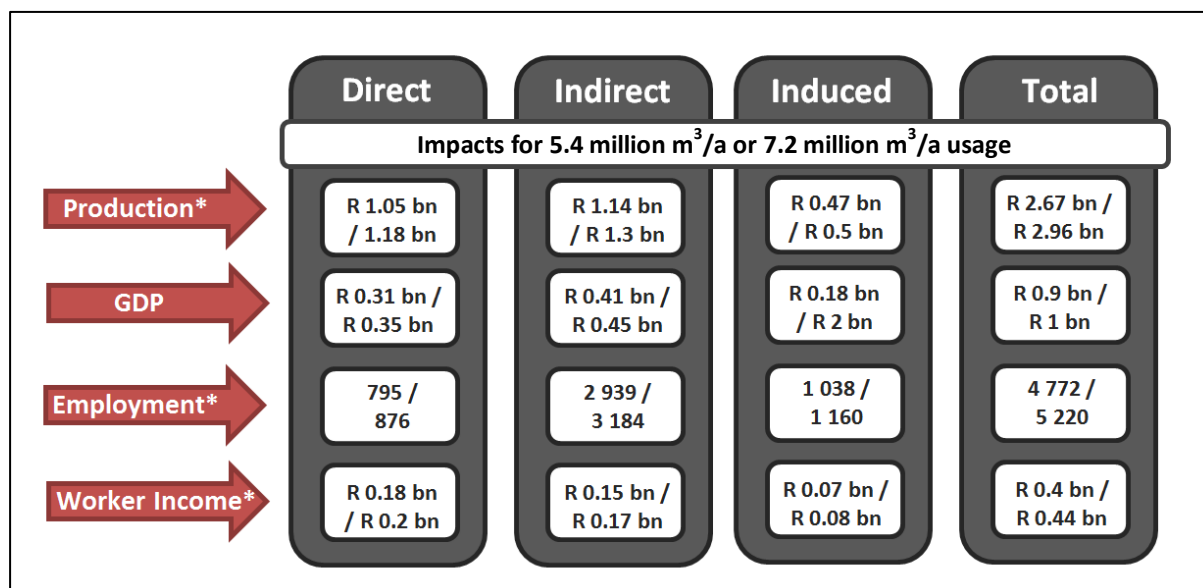 Direct Indirect Induced Total
Impacts for 5.4 million m³/a or 7.2 million m³/a usage
Production*
R 1.05 bn
/ 1.18 bn
R 1.14 bn
/ R 1.3 bn
R 0.47 bn
/ R 0.5 bn
R 2.67 bn /
R 2.96 bn
GDP
R 0.31 bn /
R 0.35 bn
R 0.41 bn /
R 0.45 bn
R 0.18 bn
/ R 2 bn
R 0.9 bn /
R 1 bn
Employment*
795 /
876
2 939 /
3 184
1 038 /
1 160
4 772 /
5 220
Worker Income*
R 0.18 bn
/ R 0.2 bn
R 0.15 bn /
R 0.17 bn
R 0.07 bn /
R 0.08 bn
R 0.4 bn /
R 0.44 bn